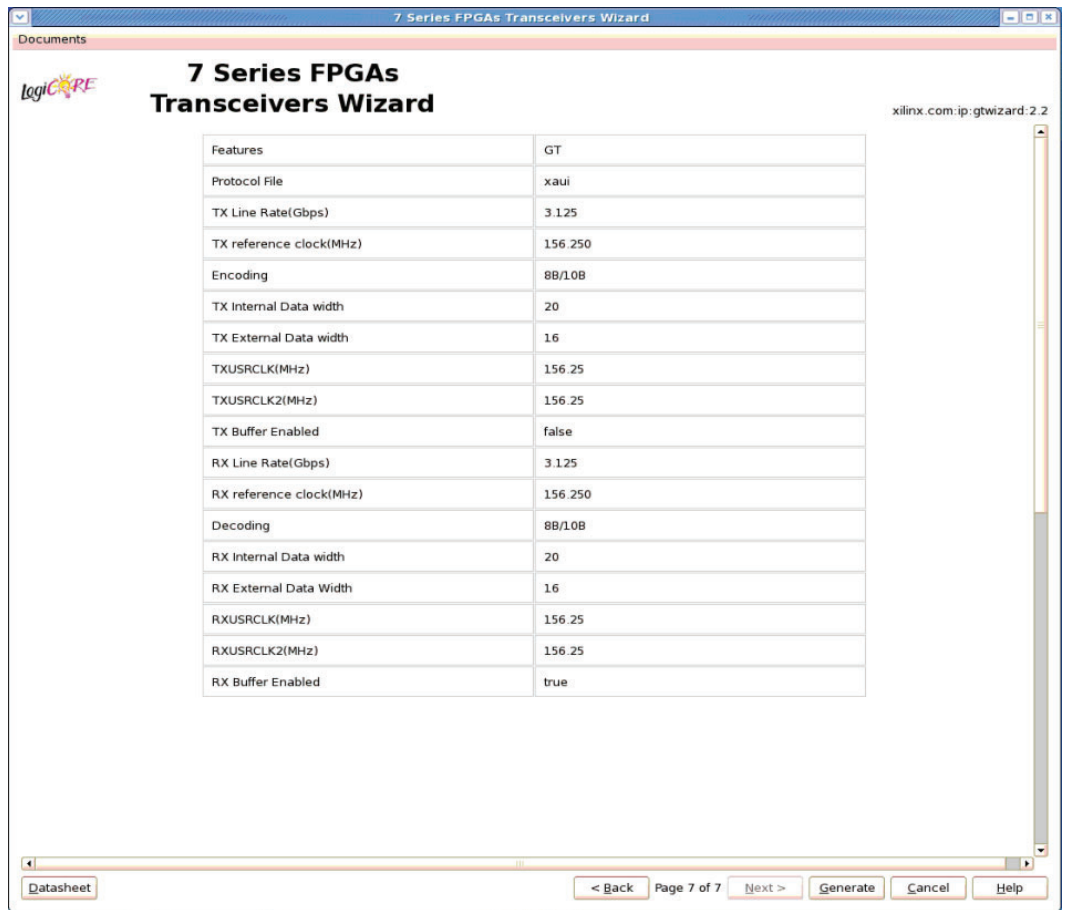 7 Series FPGAs Transceivers Wizard
Documents
logiCORE
7 Series FPGAs
Transceivers Wizard
xilinx.com:ip:gtwizard:2.2
Features GT
Protocol File xaui
TX Line Rate(Gbps) 3.125
TX reference clock(MHz) 156.250
Encoding 8B/10B
TX Internal Data width 20
TX External Data width 16
TXUSRCLK(MHz) 156.25
TXUSRCLK2(MHz) 156.25
TX Buffer Enabled false
RX Line Rate(Gbps) 3.125
RX reference clock(MHz) 156.250
Decoding 8B/10B
RX Internal Data width 20
RX External Data Width 16
RXUSRCLK(MHz) 156.25
RXUSRCLK2(MHz) 156.25
RX Buffer Enabled true
Datasheet < Back Page 7 of 7 Next > Generate Cancel Help